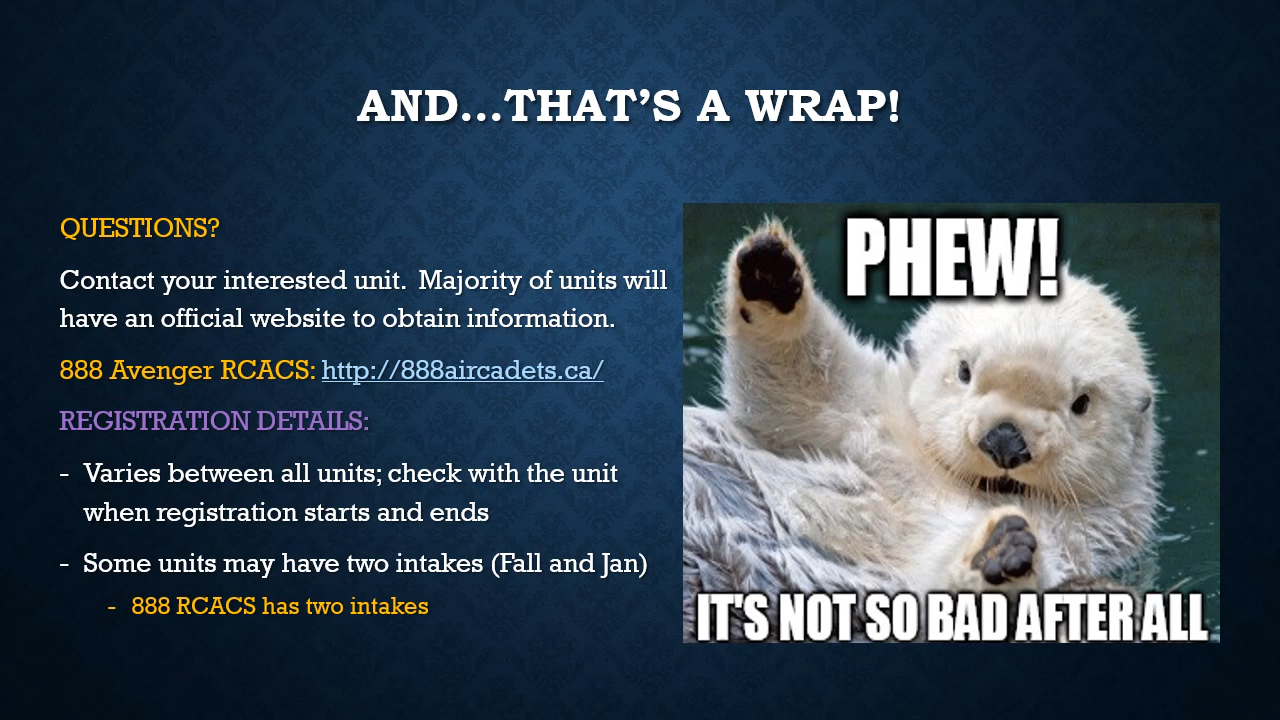 AND...THAT'S A WRAP!
QUESTIONS?
Contact your interested unit.  Majority of units will
have an official website to obtain information.
888 Avenger RCACS: http://888aircadets.ca/
REGISTRATION DETAILS:
- Varies between all units; check with the unit
when registration starts and ends
- Some units may have two intakes (Fall and Jan)
- 888 RCACS has two intakes
PHEW!
IT'S NOT SO BAD AFTER ALL